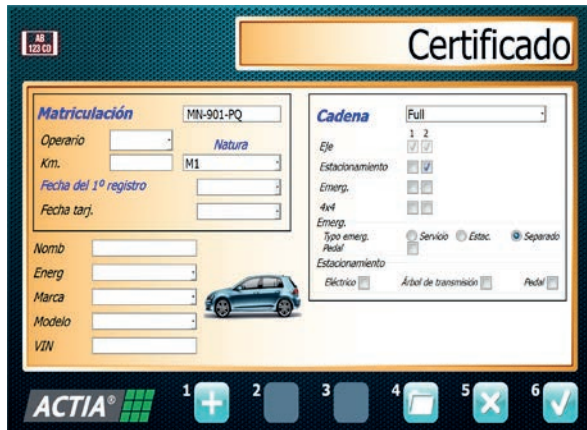 AB
123 CD
Certificado
Matriculación
MN-901-PQ
Operario
Natura
Km.
M1
Fecha del 1º registro
Fecha tarj.
Nomb
Energ
Marca
Modelo
VIN
Cadena
Full
1 2
Eje
Estacionamiento
Emerg.
4x4
Emerg.
Typo emerg.
Servicio
Estac.
Separado
Pedal
Estacionamiento
Eléctrico
Árbol de transmisión
Pedal
ACTIA®
1
2
3
4
5
6